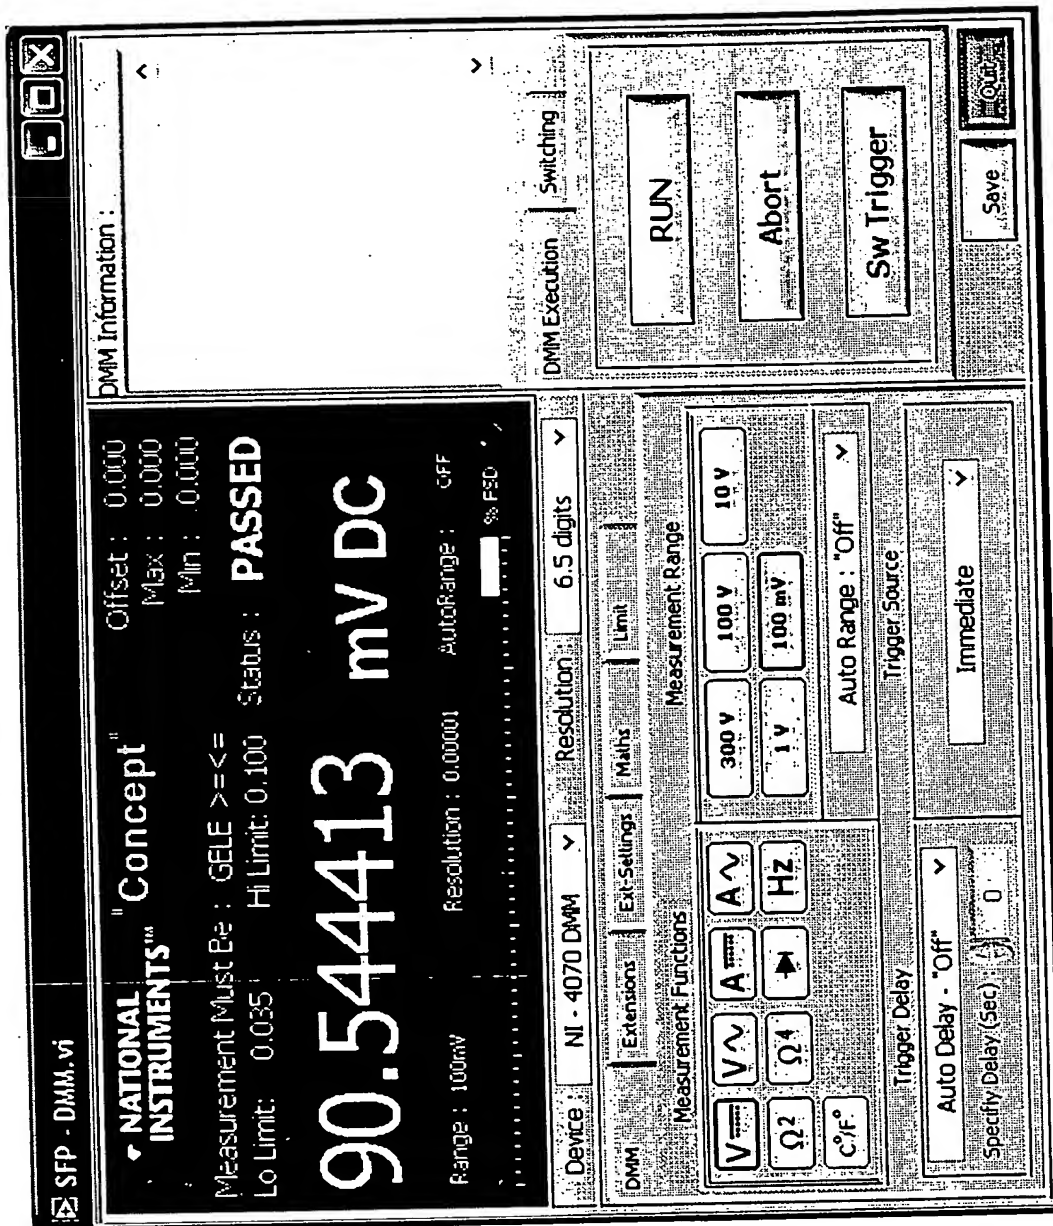 SFP - DMM.vi
NATIONAL
INSTRUMENTS™
"Concept"
Offset : 0.000
Max : 0.000
Min : 0.000
Measurement Must Be : GELE >=<=
Lo Limit: 0.035 Hi Limit: 0.100 Status : PASSED
90.54413 mV DC
Range : 100mV Resolution : 0.00001 AutoRange : OFF
% FSD
DMM Information :
Device : NI - 4070 DMM Resolution 6.5 digits
DMM Extensions Ext-Settings Maths Limit
Measurement Functions
V V A A
Ω2 Ω4 Hz
C°/F°
Measurement Range
300 V 100 V 10 V
1 V 100 mV
Auto Range : "Off"
Trigger Delay
Auto Delay - "Off"
Specifiy Delay (Sec) : 0
Trigger Source
Immediate
DMM Execution Switching
RUN
Abort
Sw Trigger
Save Quit